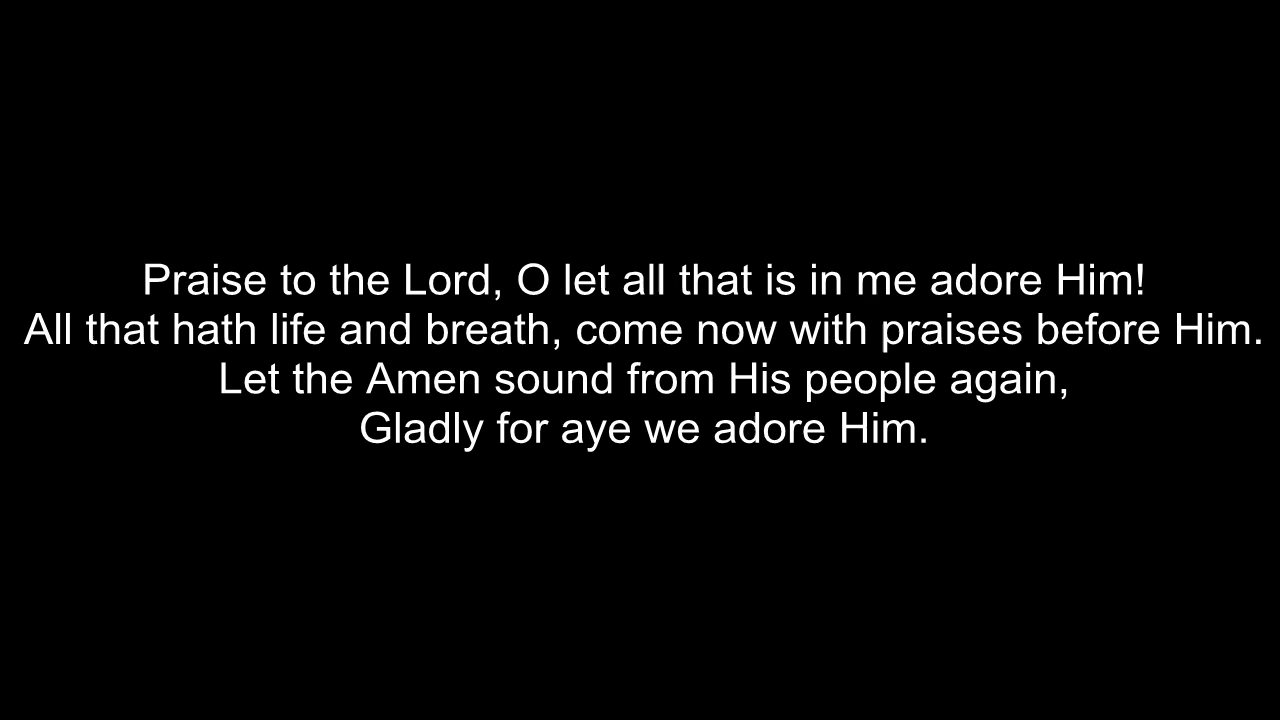 Praise to the Lord, O let all that is in me adore Him!
All that hath life and breath, come now with praises before Him.
Let the Amen sound from His people again,
Gladly for aye we adore Him.